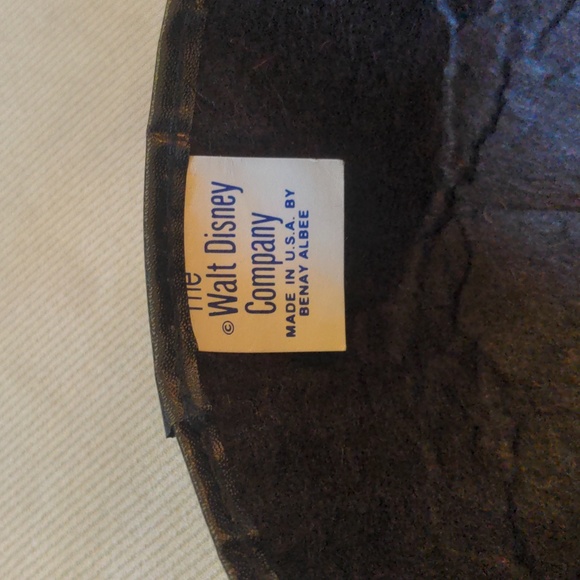 The
© Walt Disney
Company
MADE IN U.S.A. BY
BENAY ALBEE